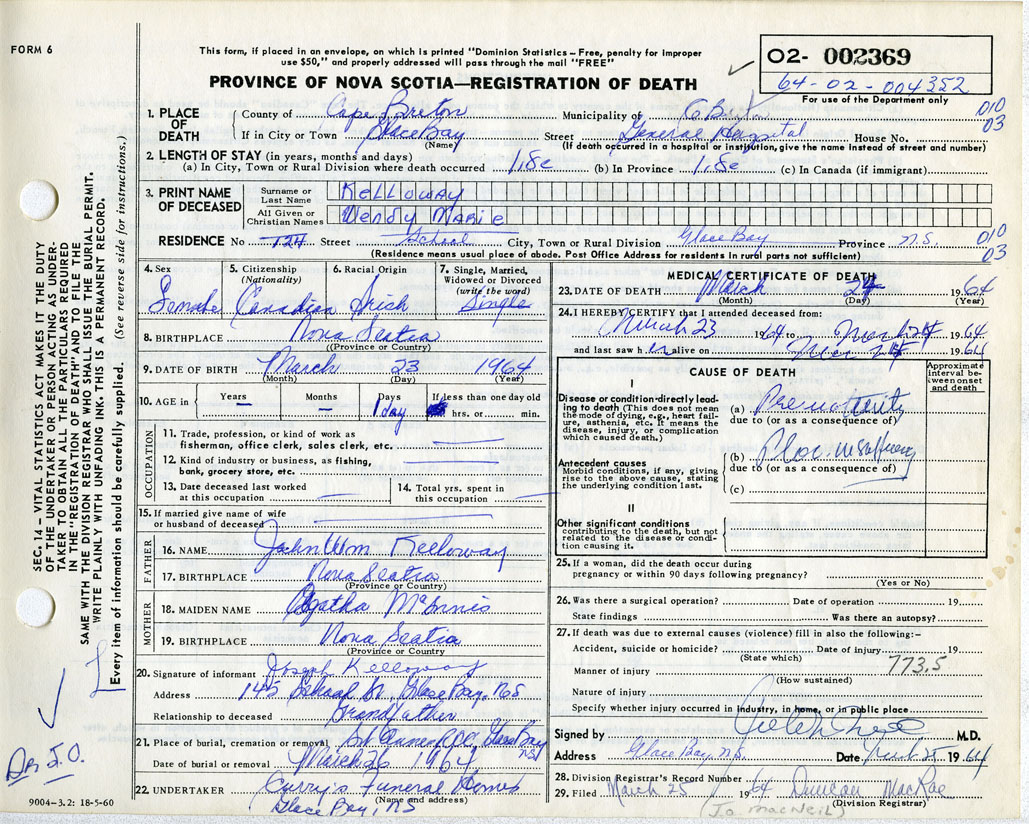 FORM 6
This form, if placed in an envelope, on which is printed "Dominion Statistics – Free, penalty for improper
use $50," and properly addressed will pass through the mail "FREE"
PROVINCE OF NOVA SCOTIA—REGISTRATION OF DEATH
02- 002369
64-02-004352
For use of the Department only
010
03
1. PLACE OF DEATH { County of Cape Breton Municipality of C. Breton
If in City or Town Glace Bay Street General Hospital House No.
(Name) (If death occurred in a hospital or institution, give the name instead of street and number)
2. LENGTH OF STAY (in years, months and days)
(a) In City, Town or Rural Division where death occurred (b) In Province (c) In Canada (if immigrant)
3. PRINT NAME OF DECEASED
Surname or Last Name Kelloway
All Given or Christian Names Wendy Marie
RESIDENCE No 124 Street School City, Town or Rural Division Glace Bay Province N.S.
010
03
(Residence means usual place of abode. Post Office Address for residents in rural parts not sufficient)
4. Sex Female
5. Citizenship (Nationality) Canadian
6. Racial Origin Irish
7. Single, Married, Widowed or Divorced (write the word) Single
8. BIRTHPLACE Nova Scotia
(Province or Country)
9. DATE OF BIRTH March 23 1964
(Month) (Day) (Year)
10. AGE in { Years – Months – Days 1 day If less than one day old hrs. or min.
OCCUPATION
11. Trade, profession, or kind of work as
fisherman, office clerk, sales clerk, etc.
12. Kind of industry or business, as fishing,
bank, grocery store, etc.
13. Date deceased last worked
at this occupation
14. Total yrs. spent in
this occupation
15. If married give name of wife
or husband of deceased
FATHER
16. NAME John Wm Kelloway
17. BIRTHPLACE Nova Scotia
(Province or Country)
MOTHER
18. MAIDEN NAME Agatha McInnis
19. BIRTHPLACE Nova Scotia
(Province or Country)
20. Signature of informant Joseph Kelloway
Address 145 School St, Glace Bay, NS
Relationship to deceased Grandfather
21. Place of burial, cremation or removal St Annes Glace Bay NS
Date of burial or removal March 26 1964
22. UNDERTAKER Curry's Funeral Home
(Name and address)
Glace Bay, NS
9004-3.2: 18-5-60
MEDICAL CERTIFICATE OF DEATH
23. DATE OF DEATH March 24 1964
(Month) (Day) (Year)
24. I HEREBY CERTIFY that I attended deceased from:
March 23 1964 to March 24 1964
and last saw her alive on Mar 24 1964
CAUSE OF DEATH
Approximate interval between onset and death
I
Disease or condition directly leading to death (This does not mean the mode of dying, e.g., heart failure, asthenia, etc. It means the disease, injury, or complication which caused death.)
(a) Prematurity
due to (or as a consequence of)
Antecedent causes
Morbid conditions, if any, giving rise to the above cause, stating the underlying condition last.
(b) Plac. insufficiency
due to (or as a consequence of)
(c)
II
Other significant conditions
contributing to the death, but not related to the disease or condition causing it.
25. If a woman, did the death occur during
pregnancy or within 90 days following pregnancy?
(Yes or No)
26. Was there a surgical operation? Date of operation 19
State findings Was there an autopsy?
27. If death was due to external causes (violence) fill in also the following:–
Accident, suicide or homicide? Date of injury 19
(State which)
773.5
Manner of injury
(How sustained)
Nature of injury
Specify whether injury occurred in industry, in home, or in public place
Signed by M.D.
Address Glace Bay, N.S. Date 25 1964
28. Division Registrar's Record Number
29. Filed March 25 1964 Duncan MacRae
(Division Registrar)
(J.O. MacNeil)
SEC. 14 – VITAL STATISTICS ACT MAKES IT THE DUTY
OF THE UNDERTAKER OR PERSON ACTING AS UNDER-
TAKER TO OBTAIN ALL THE PARTICULARS REQUIRED
IN THE "REGISTRATION OF DEATH" AND TO FILE THE
SAME WITH THE DIVISION REGISTRAR WHO SHALL ISSUE THE BURIAL PERMIT.
WRITE PLAINLY WITH UNFADING INK. THIS IS A PERMANENT RECORD.
Every item of information should be carefully supplied. (See reverse side for instructions.)